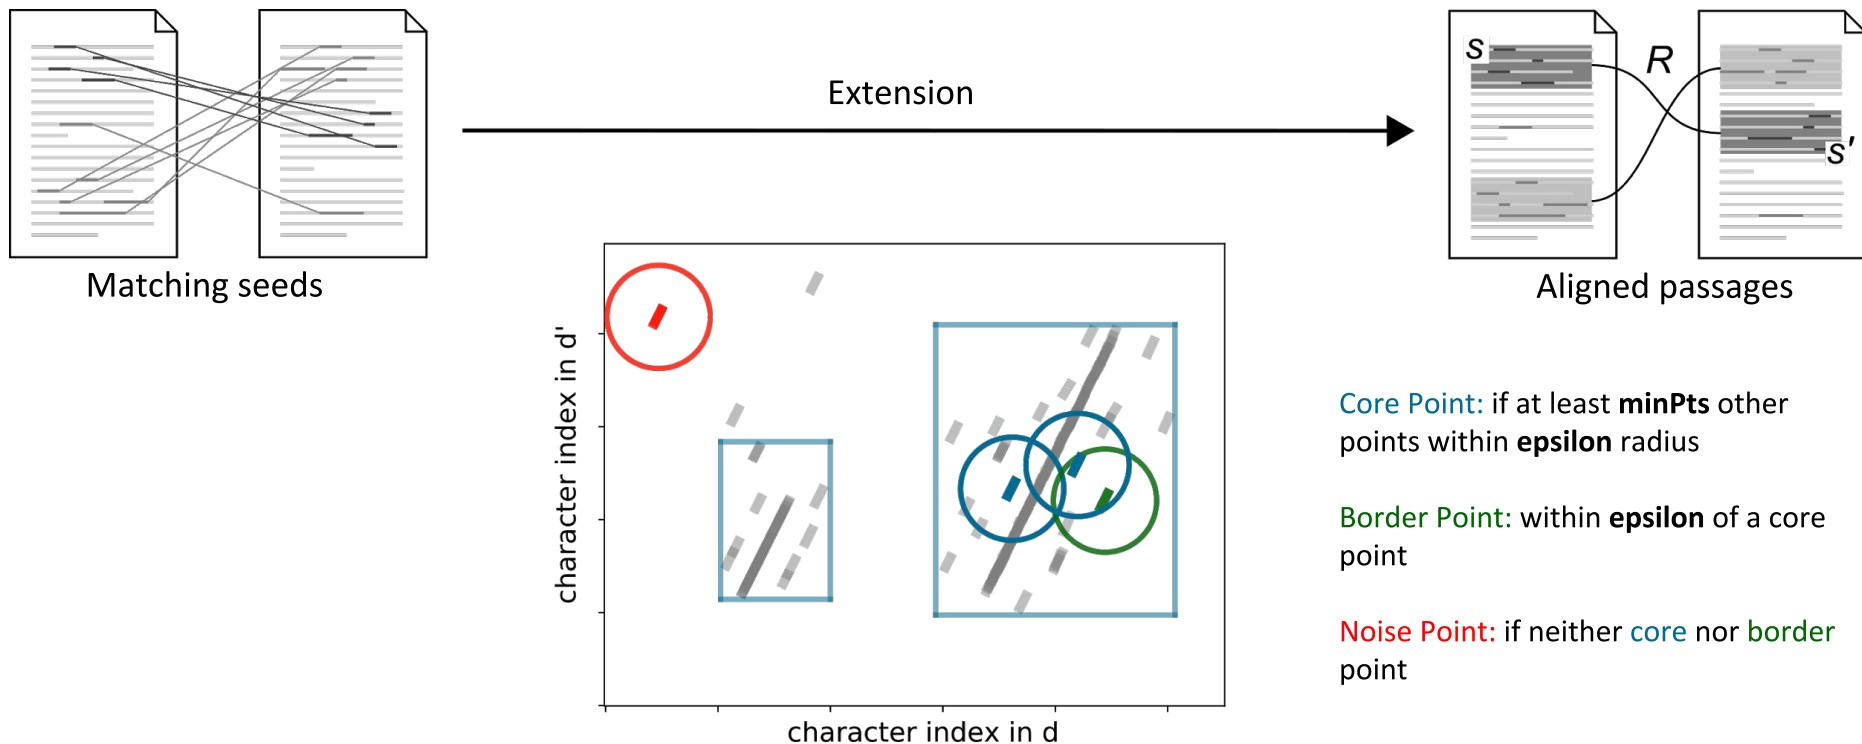 Matching seeds
Extension
s
R
s'
Aligned passages
character index in d'
character index in d
Core Point: if at least minPts other
points within epsilon radius
Border Point: within epsilon of a core
point
Noise Point: if neither core nor border
point